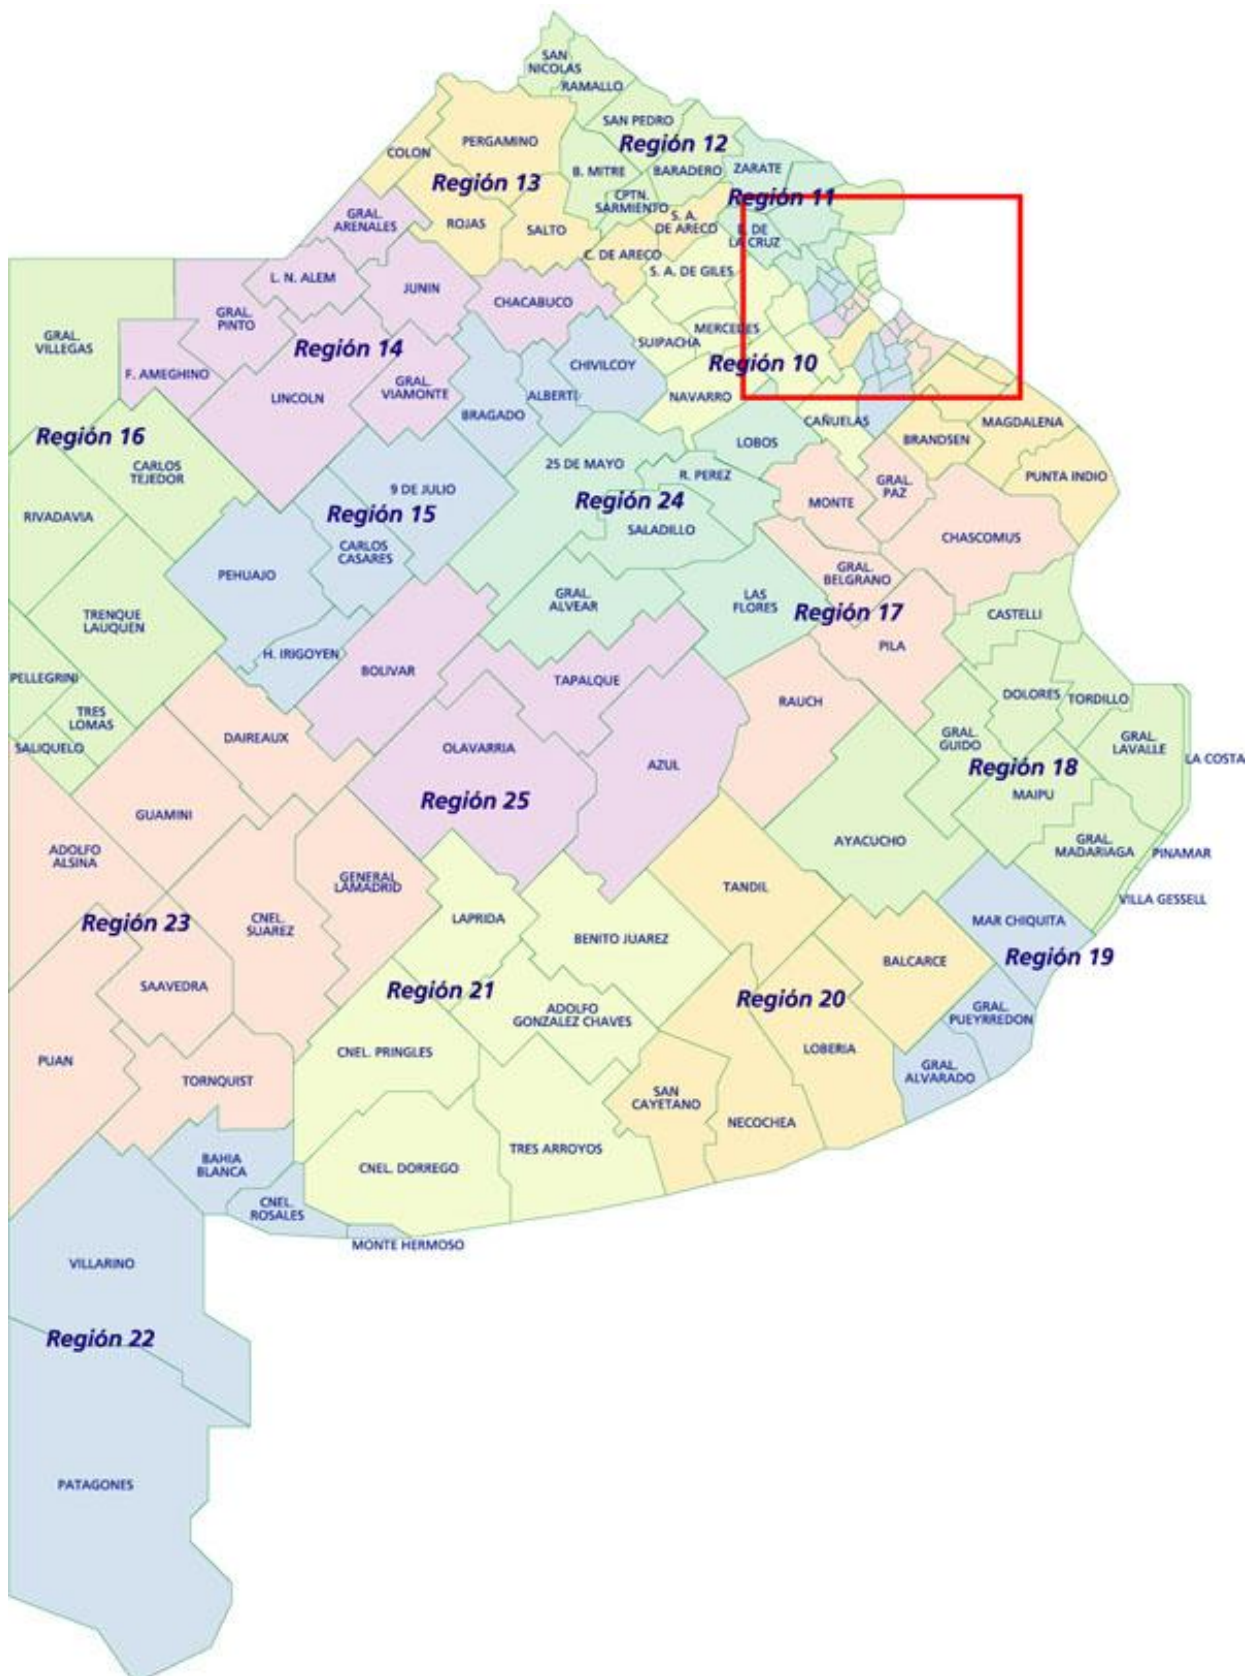 SAN
NICOLAS
RAMALLO
SAN PEDRO
Región 12
PERGAMINO
COLON
B. MITRE
BARADERO
ZARATE
Región 13
CPTN.
SARMIENTO
Región 11
GRAL.
ARENALES
ROJAS
SALTO
S. A.
DE ARECO
E. DE
LA CRUZ
C. DE ARECO
S. A. DE GILES
L. N. ALEM
JUNIN
CHACABUCO
GRAL.
PINTO
GRAL.
VILLEGAS
MERCEDES
SUIPACHA
Región 14
F. AMEGHINO
CHIVILCOY
Región 10
GRAL.
VIAMONTE
LINCOLN
ALBERTI
NAVARRO
BRAGADO
CAÑUELAS
MAGDALENA
Región 16
LOBOS
BRANDSEN
CARLOS
TEJEDOR
25 DE MAYO
R. PEREZ
PUNTA INDIO
9 DE JULIO
GRAL.
PAZ
RIVADAVIA
Región 15
Región 24
MONTE
SALADILLO
CHASCOMUS
CARLOS
CASARES
PEHUAJO
GRAL.
BELGRANO
GRAL.
ALVEAR
LAS
FLORES
Región 17
TRENQUE
LAUQUEN
CASTELLI
H. IRIGOYEN
PILA
BOLIVAR
TAPALQUE
PELLEGRINI
RAUCH
DOLORES
TORDILLO
TRES
LOMAS
DAIREAUX
SALIQUELO
OLAVARRIA
AZUL
GRAL.
GUIDO
GRAL.
LAVALLE
LA COSTA
Región 18
Región 25
MAIPU
GUAMINI
AYACUCHO
ADOLFO
ALSINA
GRAL.
MADARIAGA
PINAMAR
GENERAL
LAMADRID
TANDIL
VILLA GESSELL
Región 23
CNEL.
SUAREZ
LAPRIDA
MAR CHIQUITA
BENITO JUAREZ
Región 19
BALCARCE
SAAVEDRA
Región 21
Región 20
ADOLFO
GONZALEZ CHAVES
GRAL.
PUEYRREDON
PUAN
CNEL. PRINGLES
LOBERIA
GRAL.
ALVARADO
TORNQUIST
SAN
CAYETANO
NECOCHEA
TRES ARROYOS
BAHIA
BLANCA
CNEL. DORREGO
CNEL.
ROSALES
MONTE HERMOSO
VILLARINO
Región 22
PATAGONES